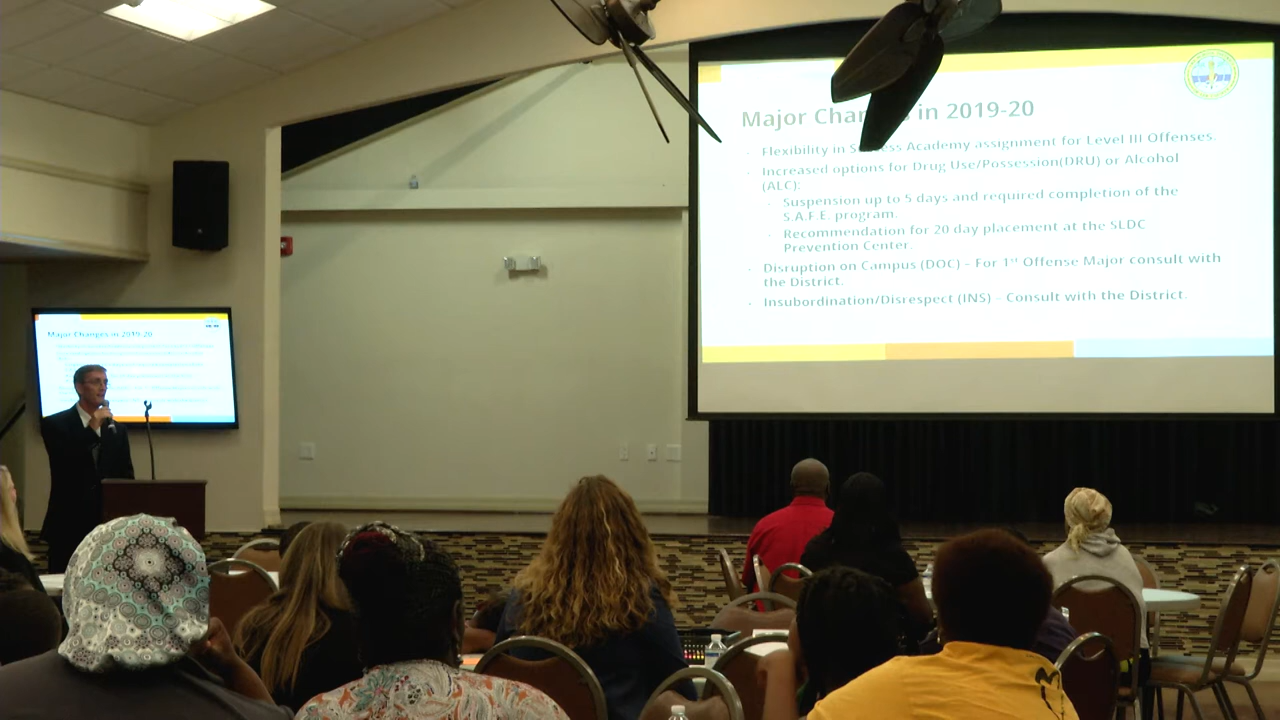 Major Changes in 2019-20
Flexibility in Success Academy assignment for Level III Offenses.
Increased options for Drug Use/Possession(DRU) or Alcohol
(ALC):
Suspension up to 5 days and required completion of the
S.A.F.E. program.
Recommendation for 20 day placement at the SLDC
Prevention Center.
Disruption on Campus (DOC) – For 1st Offense Major consult with
the District.
Insubordination/Disrespect (INS) – Consult with the District.
Major Changes in 2019-20